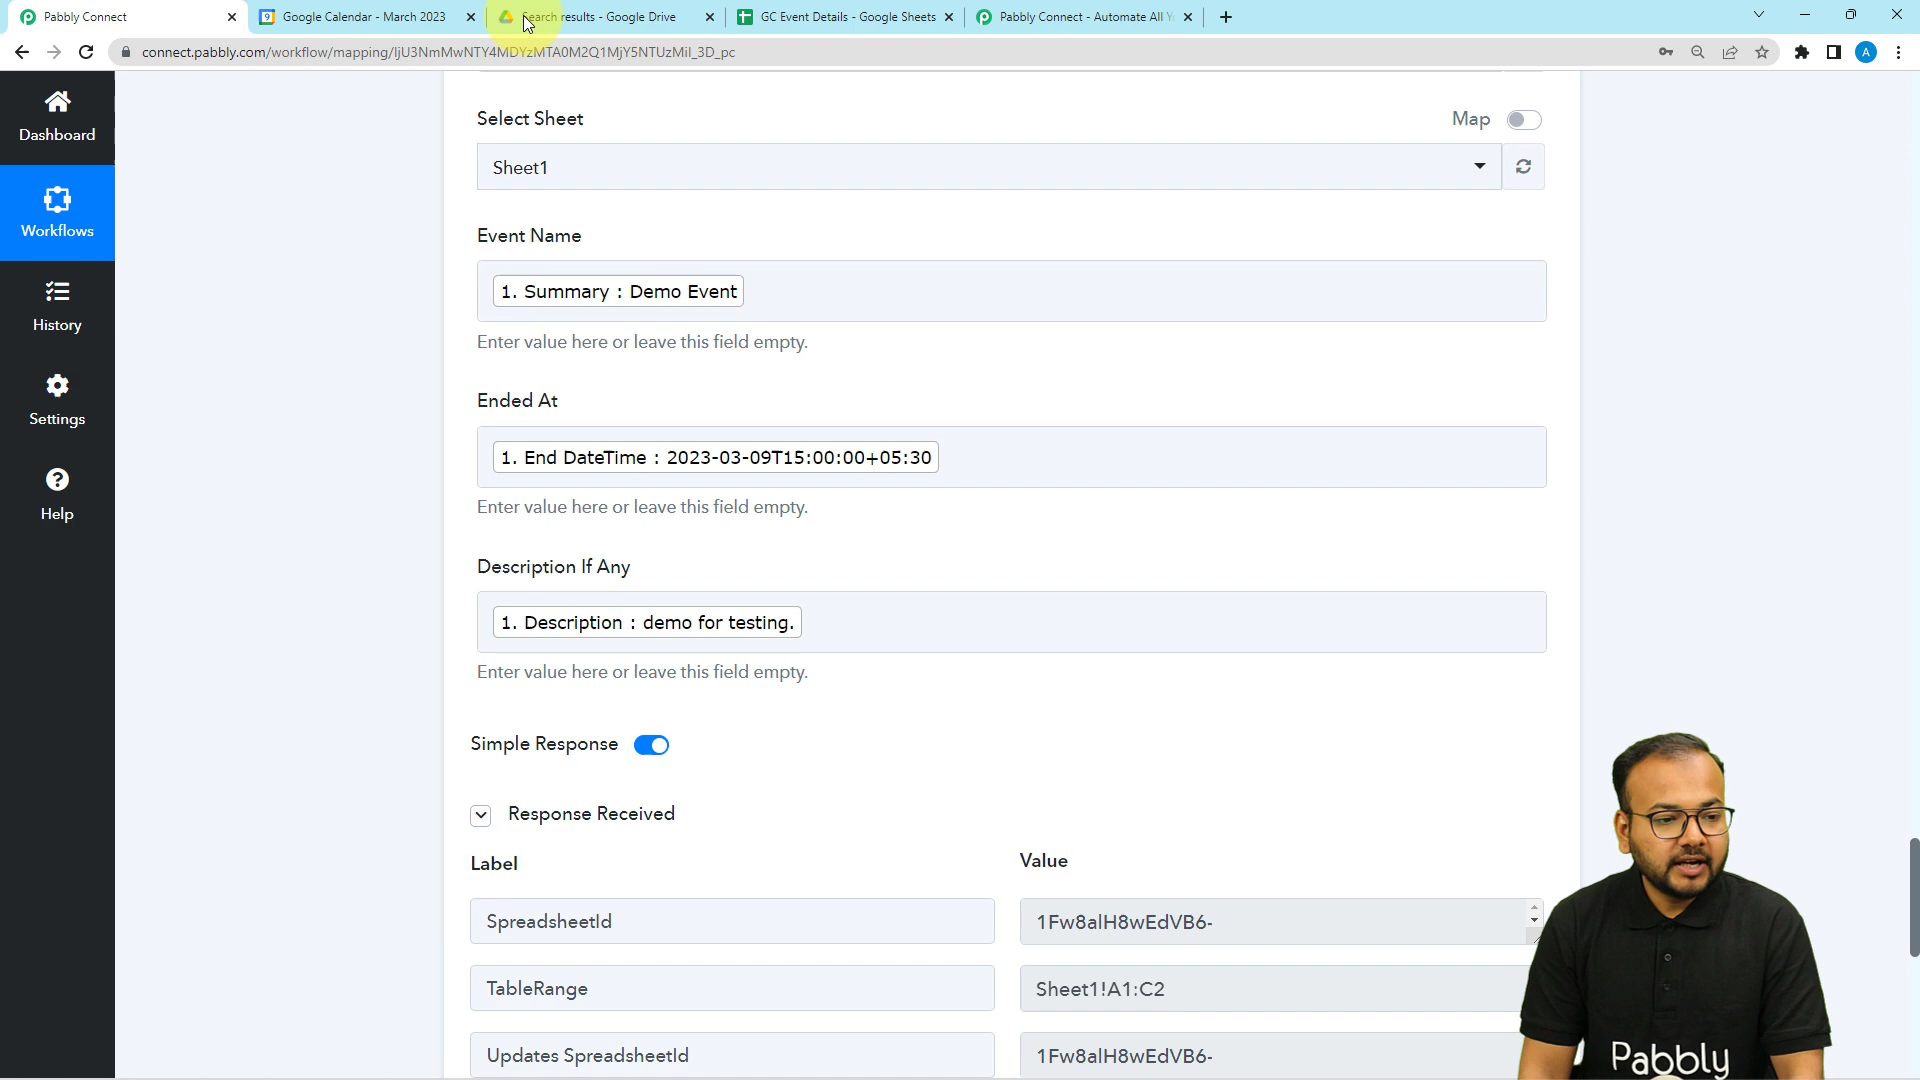 Pabbly Connect
Google Calendar - March 2023
Search results - Google Drive
GC Event Details - Google Sheets
Pabbly Connect - Automate All Y
connect.pabbly.com/workflow/mapping/IjU3NmMwNTY4MDYzMTA0M2Q1MjY5NTUzMiI_3D_pc
A
Dashboard
Workflows
History
Settings
Help
Select Sheet
Map
Sheet1
Event Name
1. Summary : Demo Event
Enter value here or leave this field empty.
Ended At
1. End DateTime : 2023-03-09T15:00:00+05:30
Enter value here or leave this field empty.
Description If Any
1. Description : demo for testing.
Enter value here or leave this field empty.
Simple Response
Response Received
Label
Value
SpreadsheetId
1Fw8alH8wEdVB6-
TableRange
Sheet1!A1:C2
Updates SpreadsheetId
1Fw8alH8wEdVB6-
Pabbly